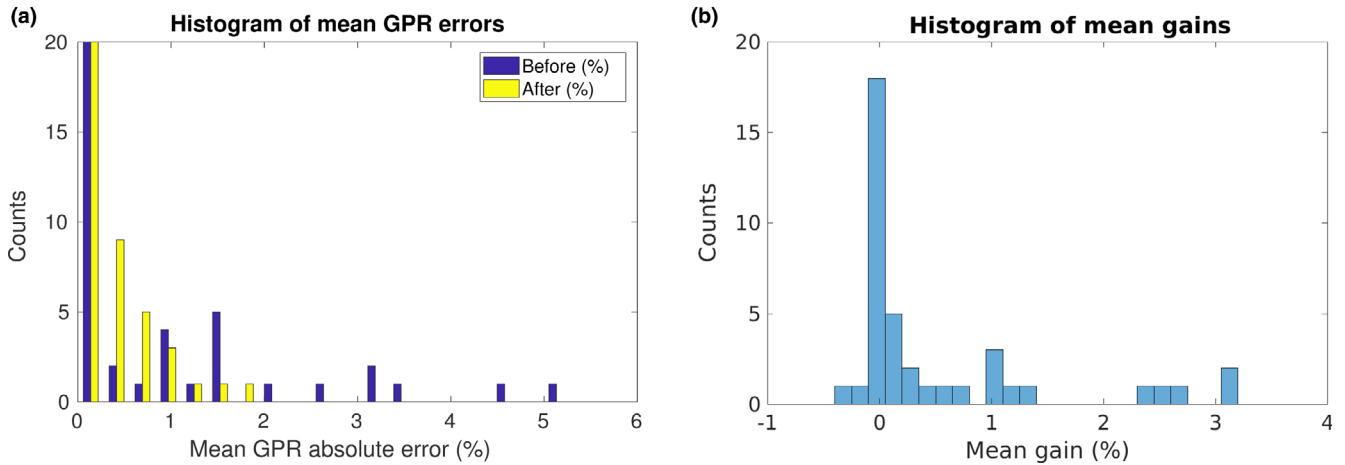 (a)
Histogram of mean GPR errors
20
15
10
5
0
Counts
Before (%)
After (%)
0 1 2 3 4 5 6
Mean GPR absolute error (%)
(b)
Histogram of mean gains
20
15
10
5
0
Counts
-1 0 1 2 3 4
Mean gain (%)